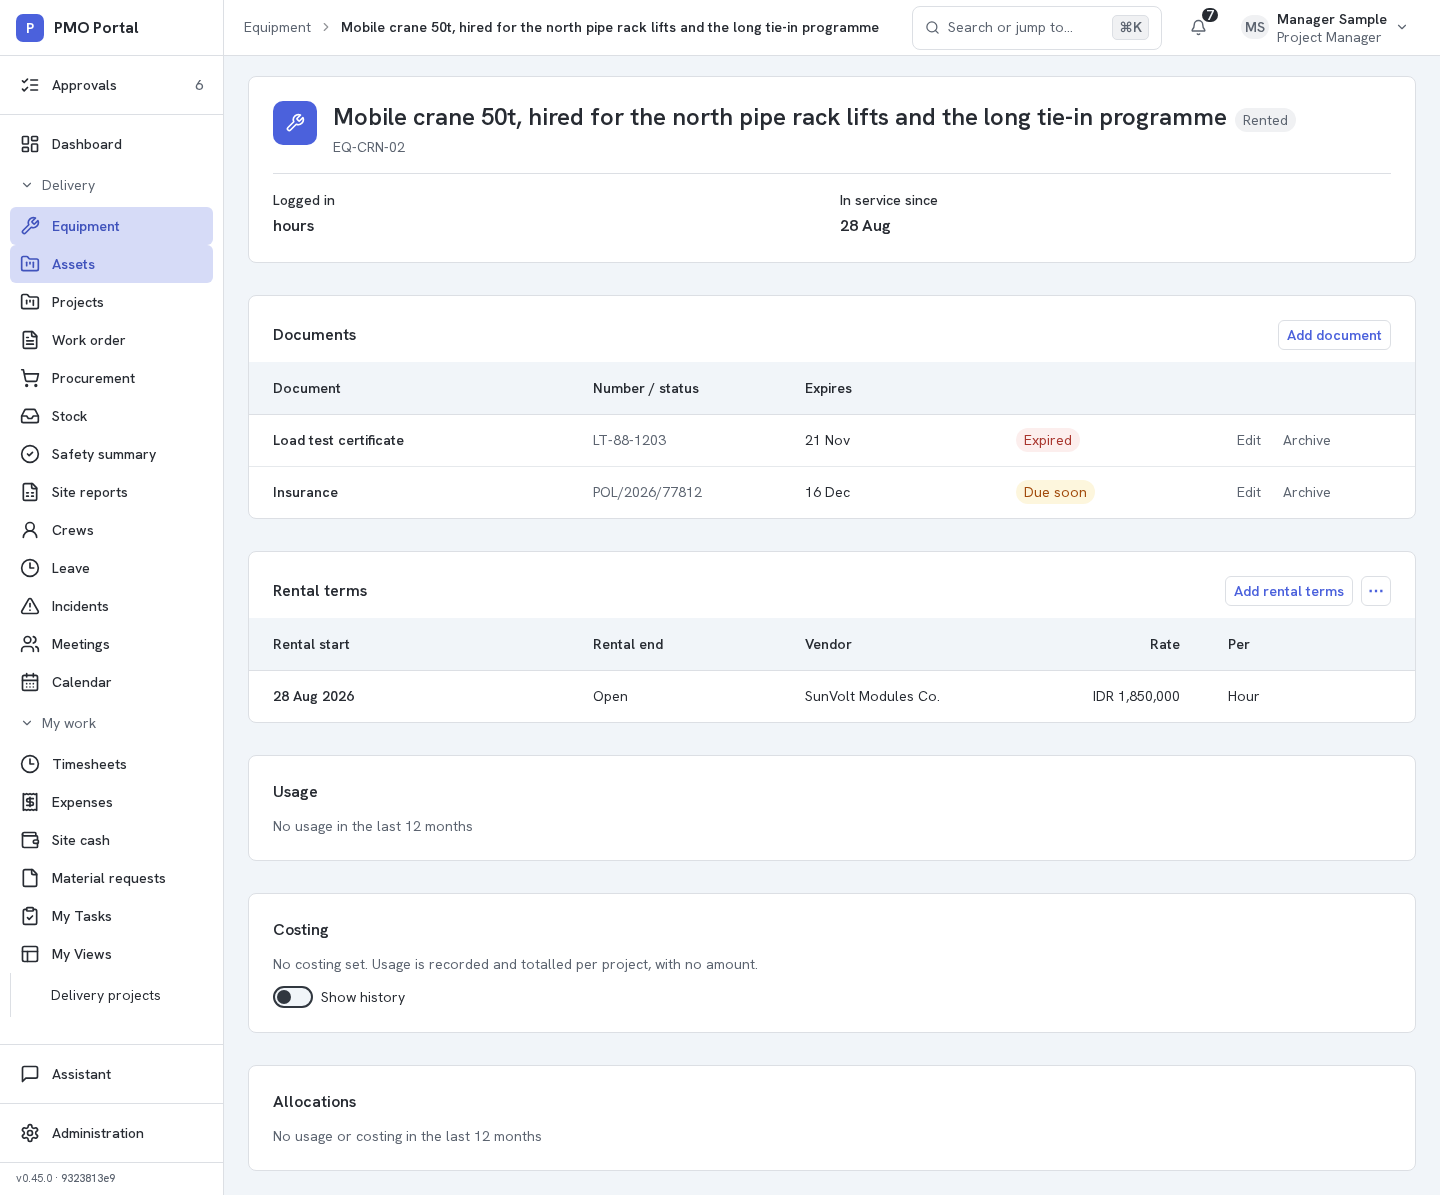 P PMO Portal
Equipment > Mobile crane 50t, hired for the north pipe rack lifts and the long tie-in programme
Search or jump to... ⌘K
7
MS Manager Sample
Project Manager
Approvals 6
Dashboard
Delivery
Equipment
Assets
Projects
Work order
Procurement
Stock
Safety summary
Site reports
Crews
Leave
Incidents
Meetings
Calendar
My work
Timesheets
Expenses
Site cash
Material requests
My Tasks
My Views
Delivery projects
Assistant
Administration
v0.45.0 · 9323813e9
Mobile crane 50t, hired for the north pipe rack lifts and the long tie-in programme Rented
EQ-CRN-02
Logged in In service since
hours 28 Aug
Documents Add document
Document Number / status Expires
Load test certificate LT-88-1203 21 Nov Expired Edit Archive
Insurance POL/2026/77812 16 Dec Due soon Edit Archive
Rental terms Add rental terms ...
Rental start Rental end Vendor Rate Per
28 Aug 2026 Open SunVolt Modules Co. IDR 1,850,000 Hour
Usage
No usage in the last 12 months
Costing
No costing set. Usage is recorded and totalled per project, with no amount.
Show history
Allocations
No usage or costing in the last 12 months